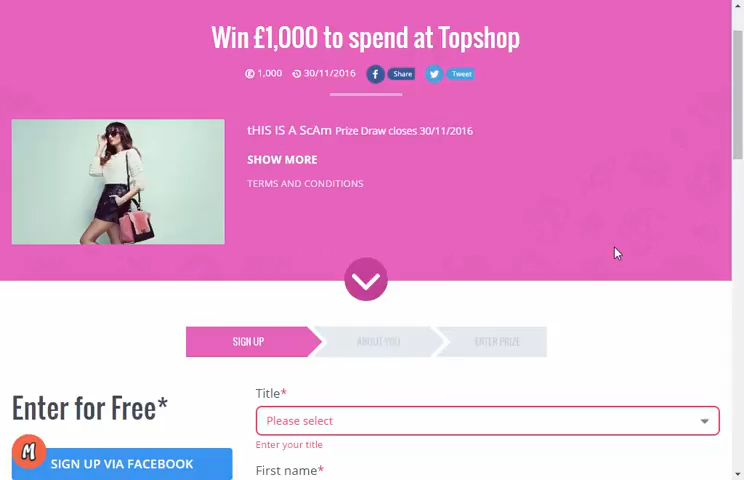 Win £1,000 to spend at Topshop
1,000 30/11/2016 Share Tweet
tHIS IS A ScAm Prize Draw closes 30/11/2016
SHOW MORE
TERMS AND CONDITIONS
SIGN UP ABOUT YOU ENTER PRIZE
Enter for Free*
SIGN UP VIA FACEBOOK
Title*
Please select
Enter your title
First name*